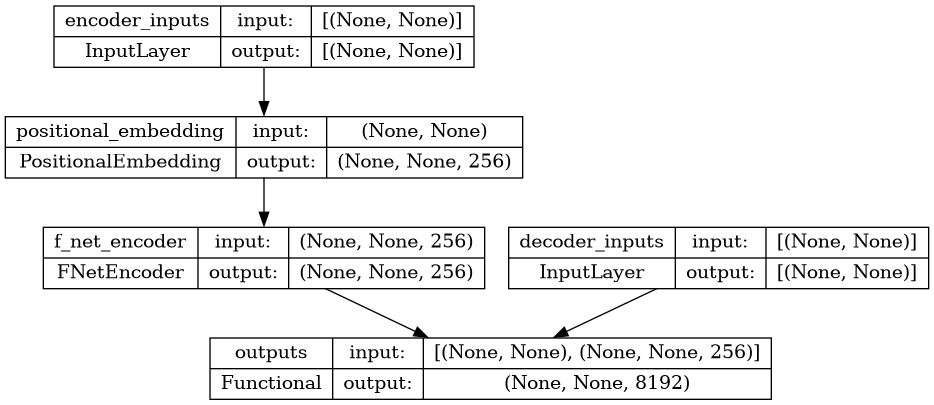 encoder_inputs input: [(None, None)]
InputLayer output: [(None, None)]
positional_embedding input: (None, None)
PositionalEmbedding output: (None, None, 256)
f_net_encoder input: (None, None, 256)
FNetEncoder output: (None, None, 256)
decoder_inputs input: [(None, None)]
InputLayer output: [(None, None)]
outputs input: [(None, None), (None, None, 256)]
Functional output: (None, None, 8192)